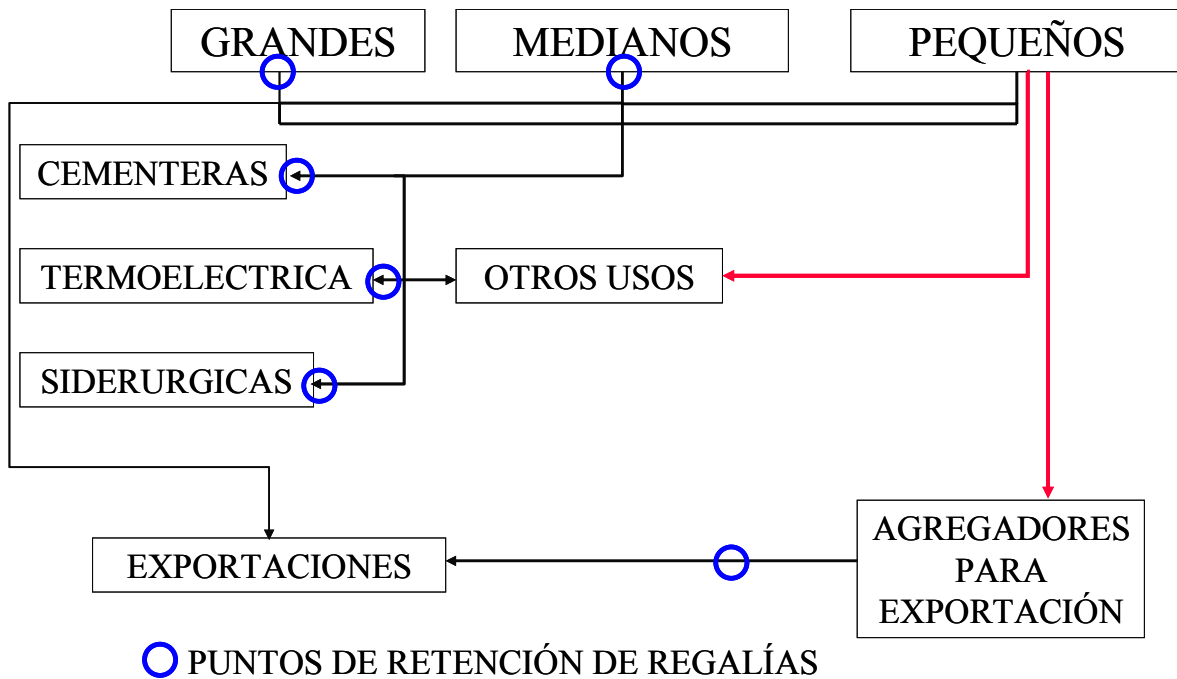 GRANDES
MEDIANOS
PEQUEÑOS
CEMENTERAS
TERMOELECTRICA
OTROS USOS
SIDERURGICAS
AGREGADORES
PARA
EXPORTACIÓN
EXPORTACIONES
PUNTOS DE RETENCIÓN DE REGALÍAS